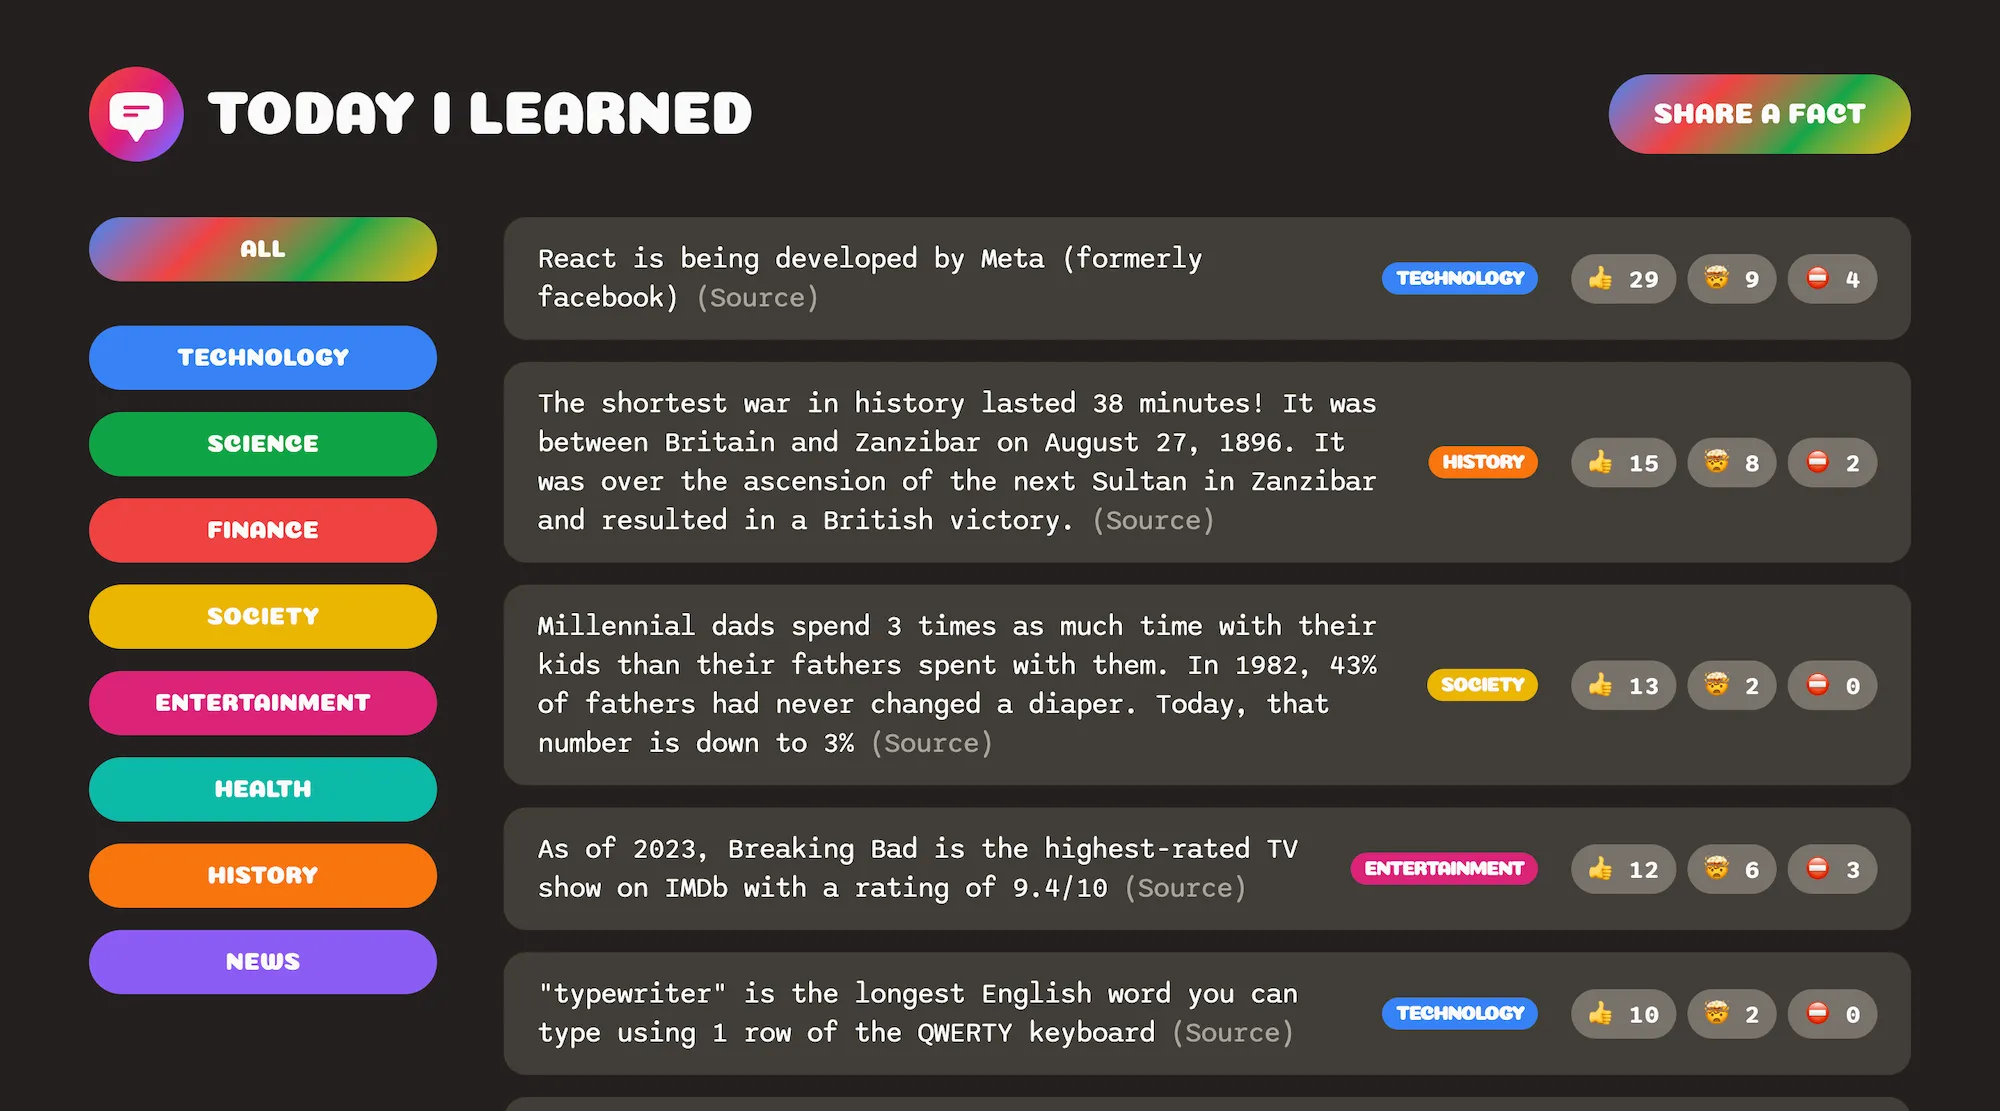 TODAY I LEARNED
SHARE A FACT
ALL
TECHNOLOGY
SCIENCE
FINANCE
SOCIETY
ENTERTAINMENT
HEALTH
HISTORY
NEWS
React is being developed by Meta (formerly
facebook) (Source)
TECHNOLOGY
👍 29 🤯 9 ⛔ 4
The shortest war in history lasted 38 minutes! It was
between Britain and Zanzibar on August 27, 1896. It
was over the ascension of the next Sultan in Zanzibar
and resulted in a British victory. (Source)
HISTORY
👍 15 🤯 8 ⛔ 2
Millennial dads spend 3 times as much time with their
kids than their fathers spent with them. In 1982, 43%
of fathers had never changed a diaper. Today, that
number is down to 3% (Source)
SOCIETY
👍 13 🤯 2 ⛔ 0
As of 2023, Breaking Bad is the highest-rated TV
show on IMDb with a rating of 9.4/10 (Source)
ENTERTAINMENT
👍 12 🤯 6 ⛔ 3
"typewriter" is the longest English word you can
type using 1 row of the QWERTY keyboard (Source)
TECHNOLOGY
👍 10 🤯 2 ⛔ 0